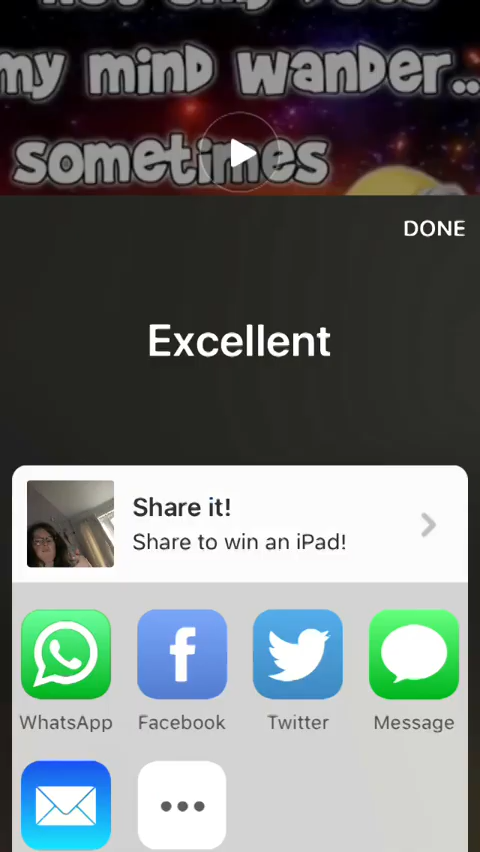 my mind wander..
sometimes
DONE
Excellent
Share it!
Share to win an iPad!
WhatsApp
Facebook
Twitter
Message